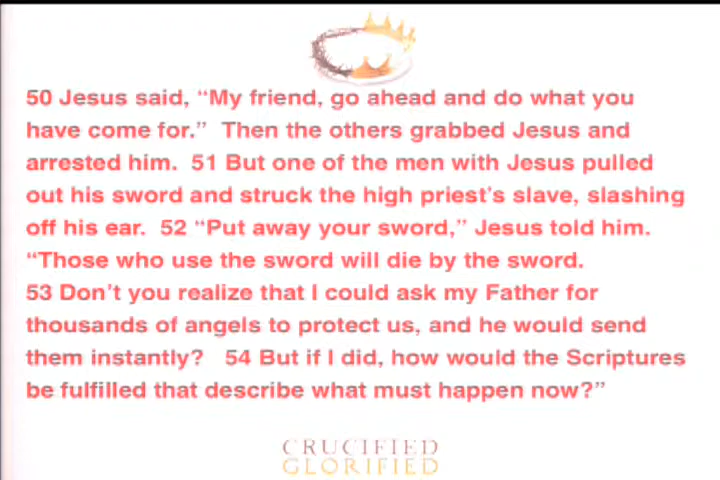 50 Jesus said, “My friend, go ahead and do what you
have come for.” Then the others grabbed Jesus and
arrested him. 51 But one of the men with Jesus pulled
out his sword and struck the high priest’s slave, slashing
off his ear. 52 “Put away your sword,” Jesus told him.
“Those who use the sword will die by the sword.
53 Don’t you realize that I could ask my Father for
thousands of angels to protect us, and he would send
them instantly? 54 But if I did, how would the Scriptures
be fulfilled that describe what must happen now?”
CRUCIFIED
GLORIFIED